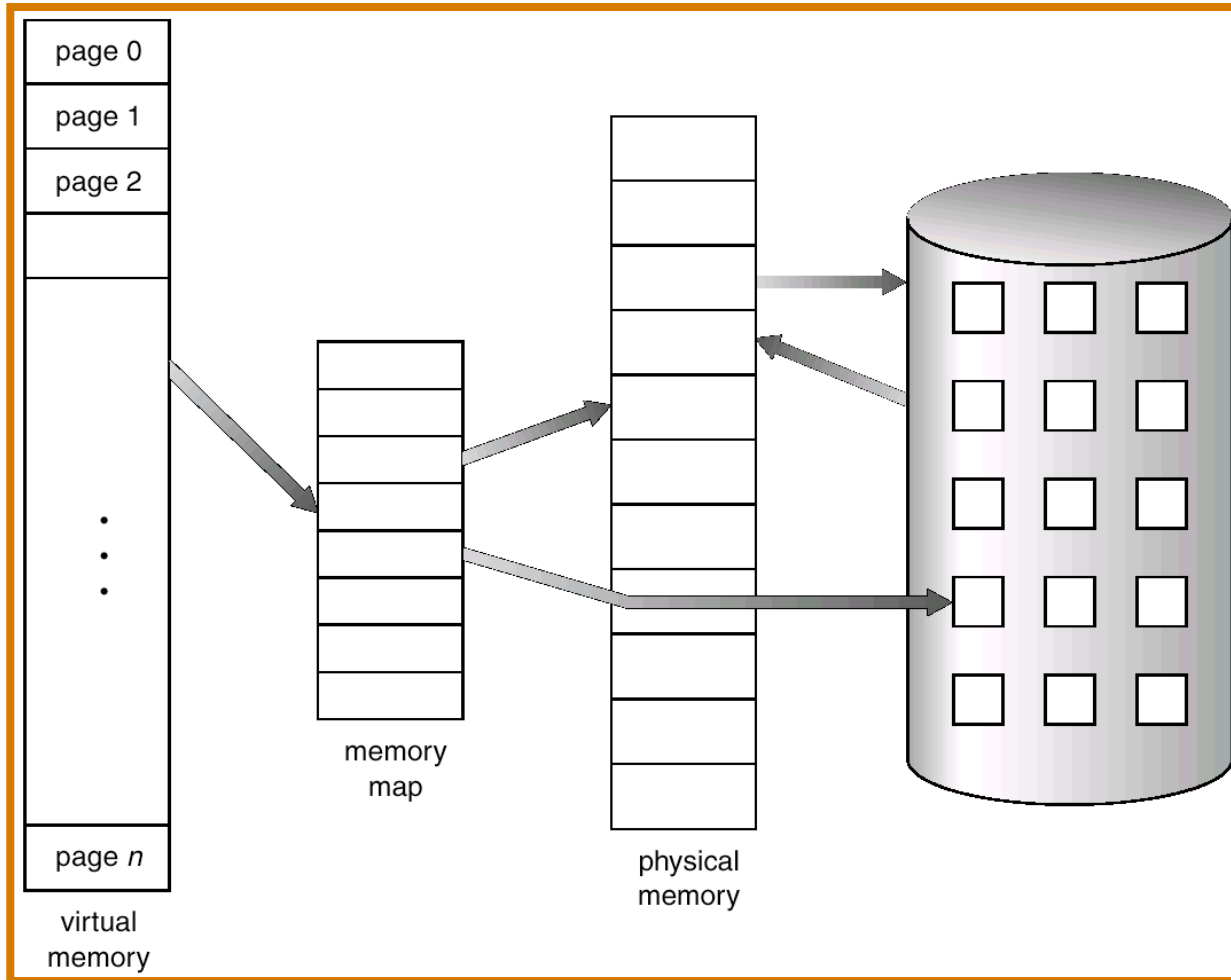 page 0
page 1
page 2
page n
virtual
memory
memory
map
physical
memory